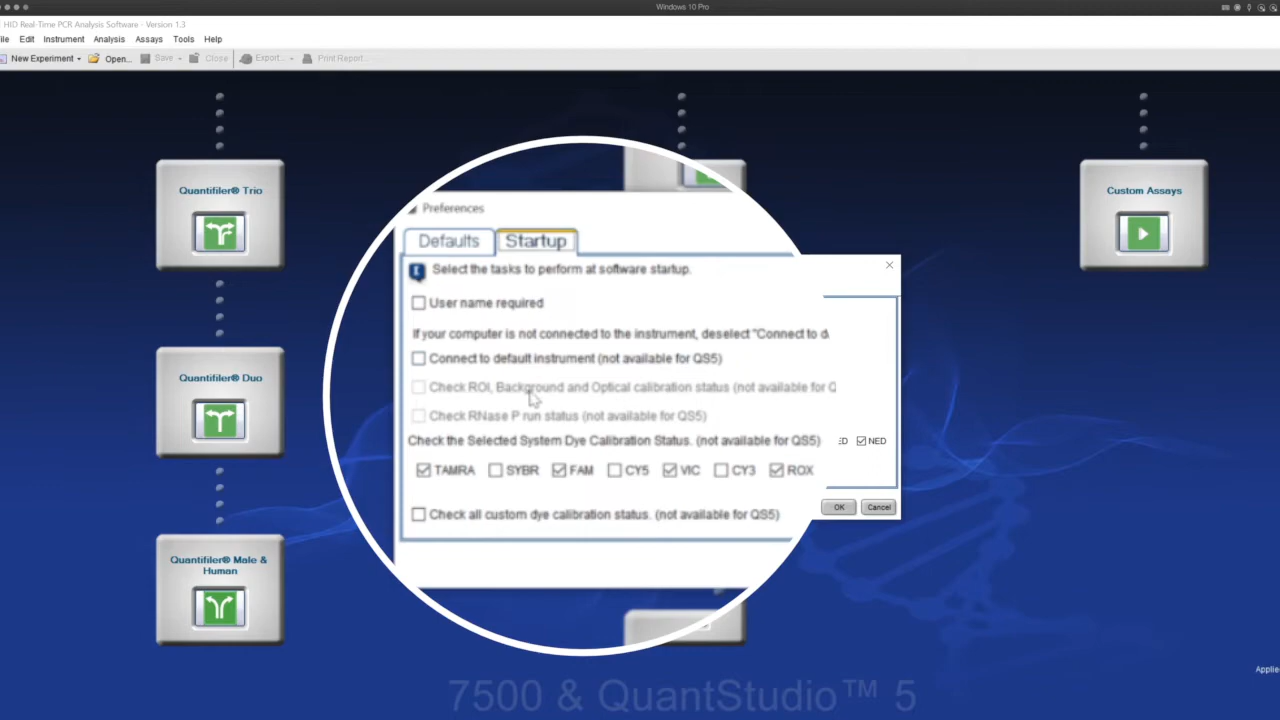 Windows 10 Pro
HID Real-Time PCR Analysis Software - Version 1.3
ile Edit Instrument Analysis Assays Tools Help
New Experiment Open... Save Close Export... Print Report...
Quantifiler® Trio
Custom Assays
Preferences
Defaults Startup
Select the tasks to perform at software startup.
User name required
If your computer is not connected to the instrument, deselect "Connect to d
Connect to default instrument (not available for QS5)
Quantifiler® Duo
Check ROI, Background and Optical calibration status (not available for Q
Check RNase P run status (not available for QS5)
Check the Selected System Dye Calibration Status. (not available for QS5) ED NED
TAMRA SYBR FAM CY5 VIC CY3 ROX
OK Cancel
Check all custom dye calibration status. (not available for QS5)
Quantifiler® Male &
Human
Applie
7500 & QuantStudio™ 5